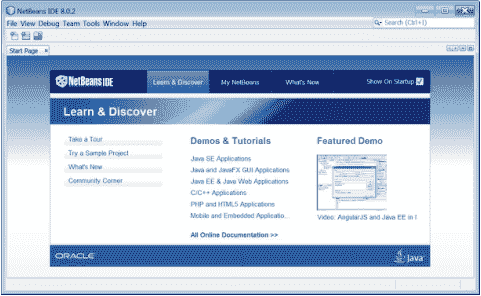 NetBeans IDE 8.0.2
File View Debug Team Tools Window Help
Search (Ctrl+I)
Start Page
NetBeans IDE
Learn & Discover
My NetBeans
What's New
Show On Startup
Learn & Discover
Take a Tour
Try a Sample Project
What's New
Community Corner
Demos & Tutorials
Java SE Applications
Java and JavaFX GUI Applications
Java EE & Java Web Applications
C/C++ Applications
PHP and HTML5 Applications
Mobile and Embedded Applicatio...
All Online Documentation >>
Featured Demo
Video: AngularJS and Java EE in
ORACLE
Java